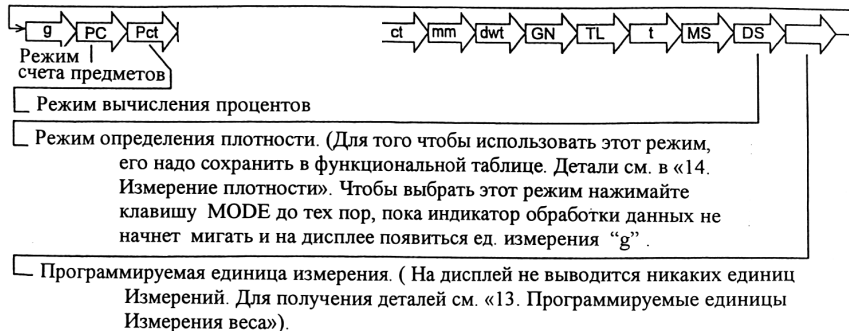 g PC Pct ct mm dwt GN TL t MS DS
Режим
счета предметов
Режим вычисления процентов
Режим определения плотности. (Для того чтобы использовать этот режим,
его надо сохранить в функциональной таблице. Детали см. в «14.
Измерение плотности». Чтобы выбрать этот режим нажимайте
клавишу MODE до тех пор, пока индикатор обработки данных не
начнет мигать и на дисплее появиться ед. измерения “g” .
Программируемая единица измерения. ( На дисплей не выводится никаких единиц
Измерений. Для получения деталей см. «13. Программируемые единицы
Измерения веса»).